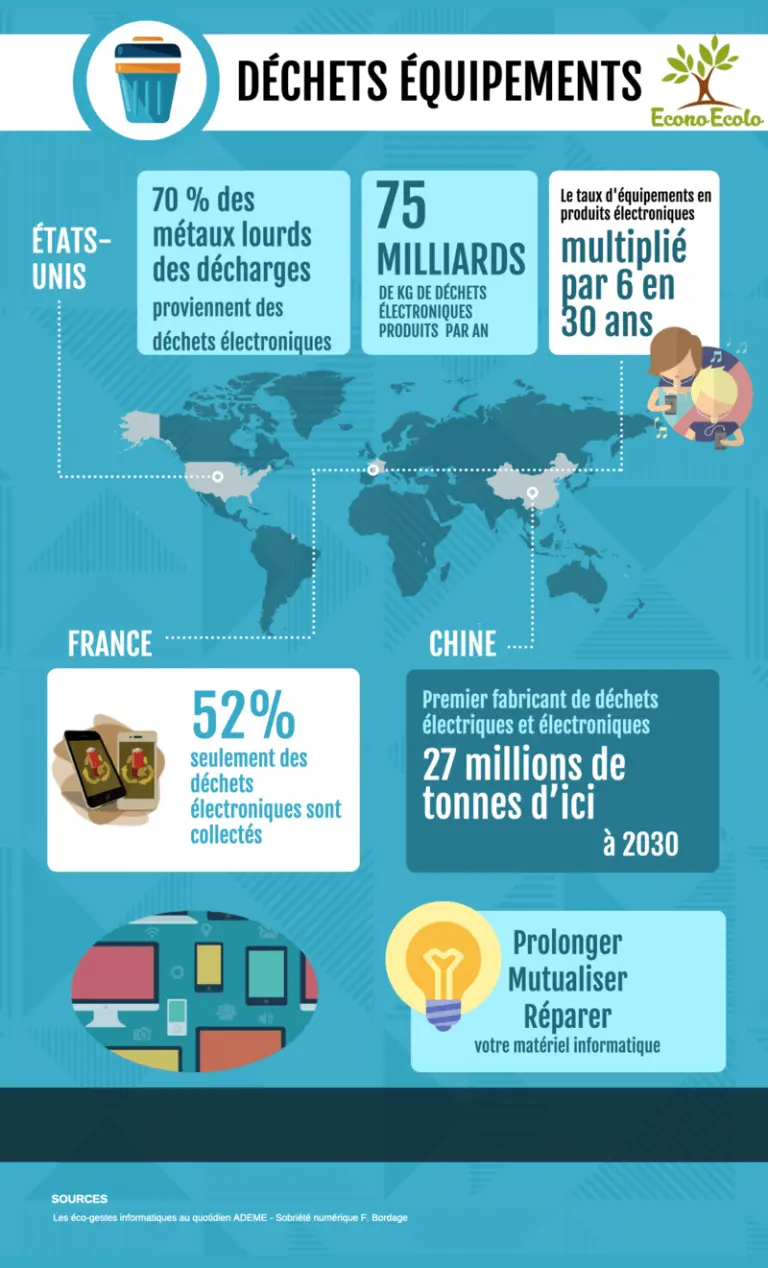 DÉCHETS ÉQUIPEMENTS
EconoEcolo
ÉTATS-
UNIS
70 % des
métaux lourds
des décharges
proviennent des
déchets électroniques
75
MILLIARDS
DE KG DE DÉCHETS
ÉLECTRONIQUES
PRODUITS PAR AN
Le taux d'équipements en
produits électroniques
multiplié
par 6 en
30 ans
FRANCE
52%
seulement des
déchets
électroniques sont
collectés
CHINE
Premier fabricant de déchets
électriques et électroniques
27 millions de
tonnes d’ici
à 2030
Prolonger
Mutualiser
Réparer
votre matériel informatique
SOURCES
Les éco-gestes informatiques au quotidien ADEME - Sobriété numérique F. Bordage